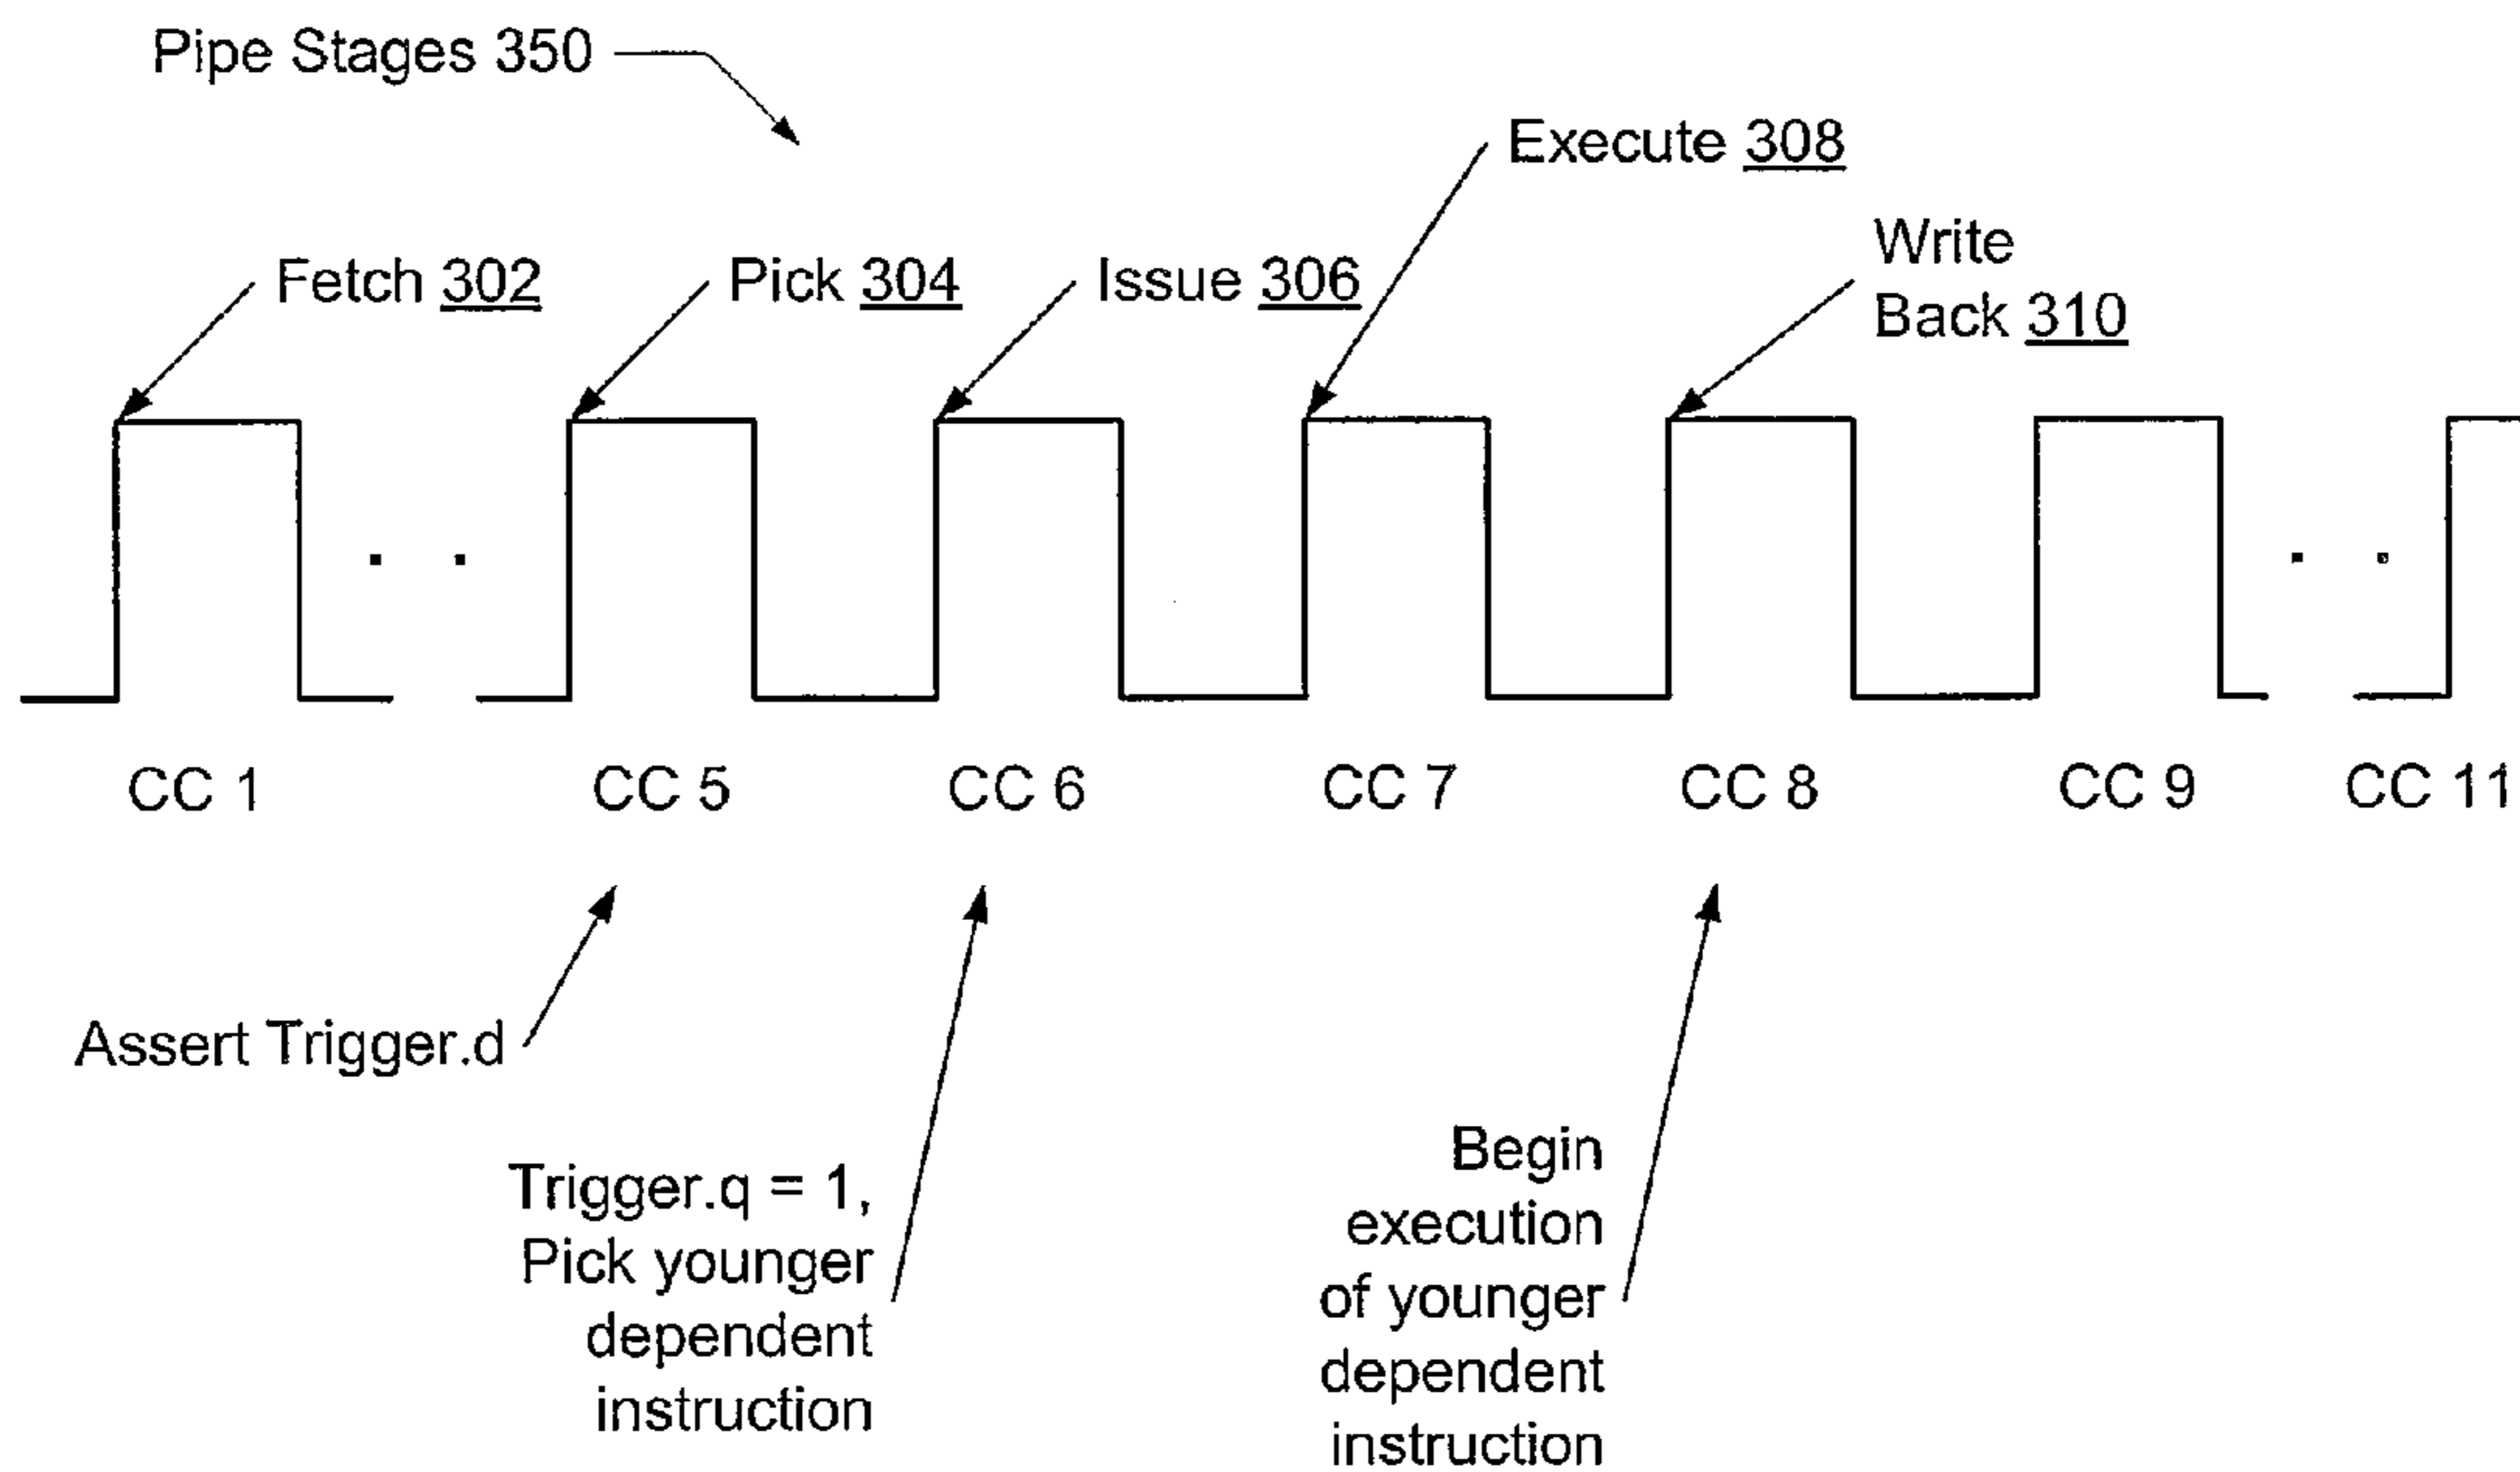 Pipe Stages 350
Execute 308
Write
Back 310
Fetch 302
Pick 304
Issue 306
CC 1
CC 5
CC 6
CC 7
CC 8
CC 9
CC 11
Assert Trigger.d
Trigger.q = 1,
Pick younger
dependent
instruction
Begin
execution
of younger
dependent
instruction